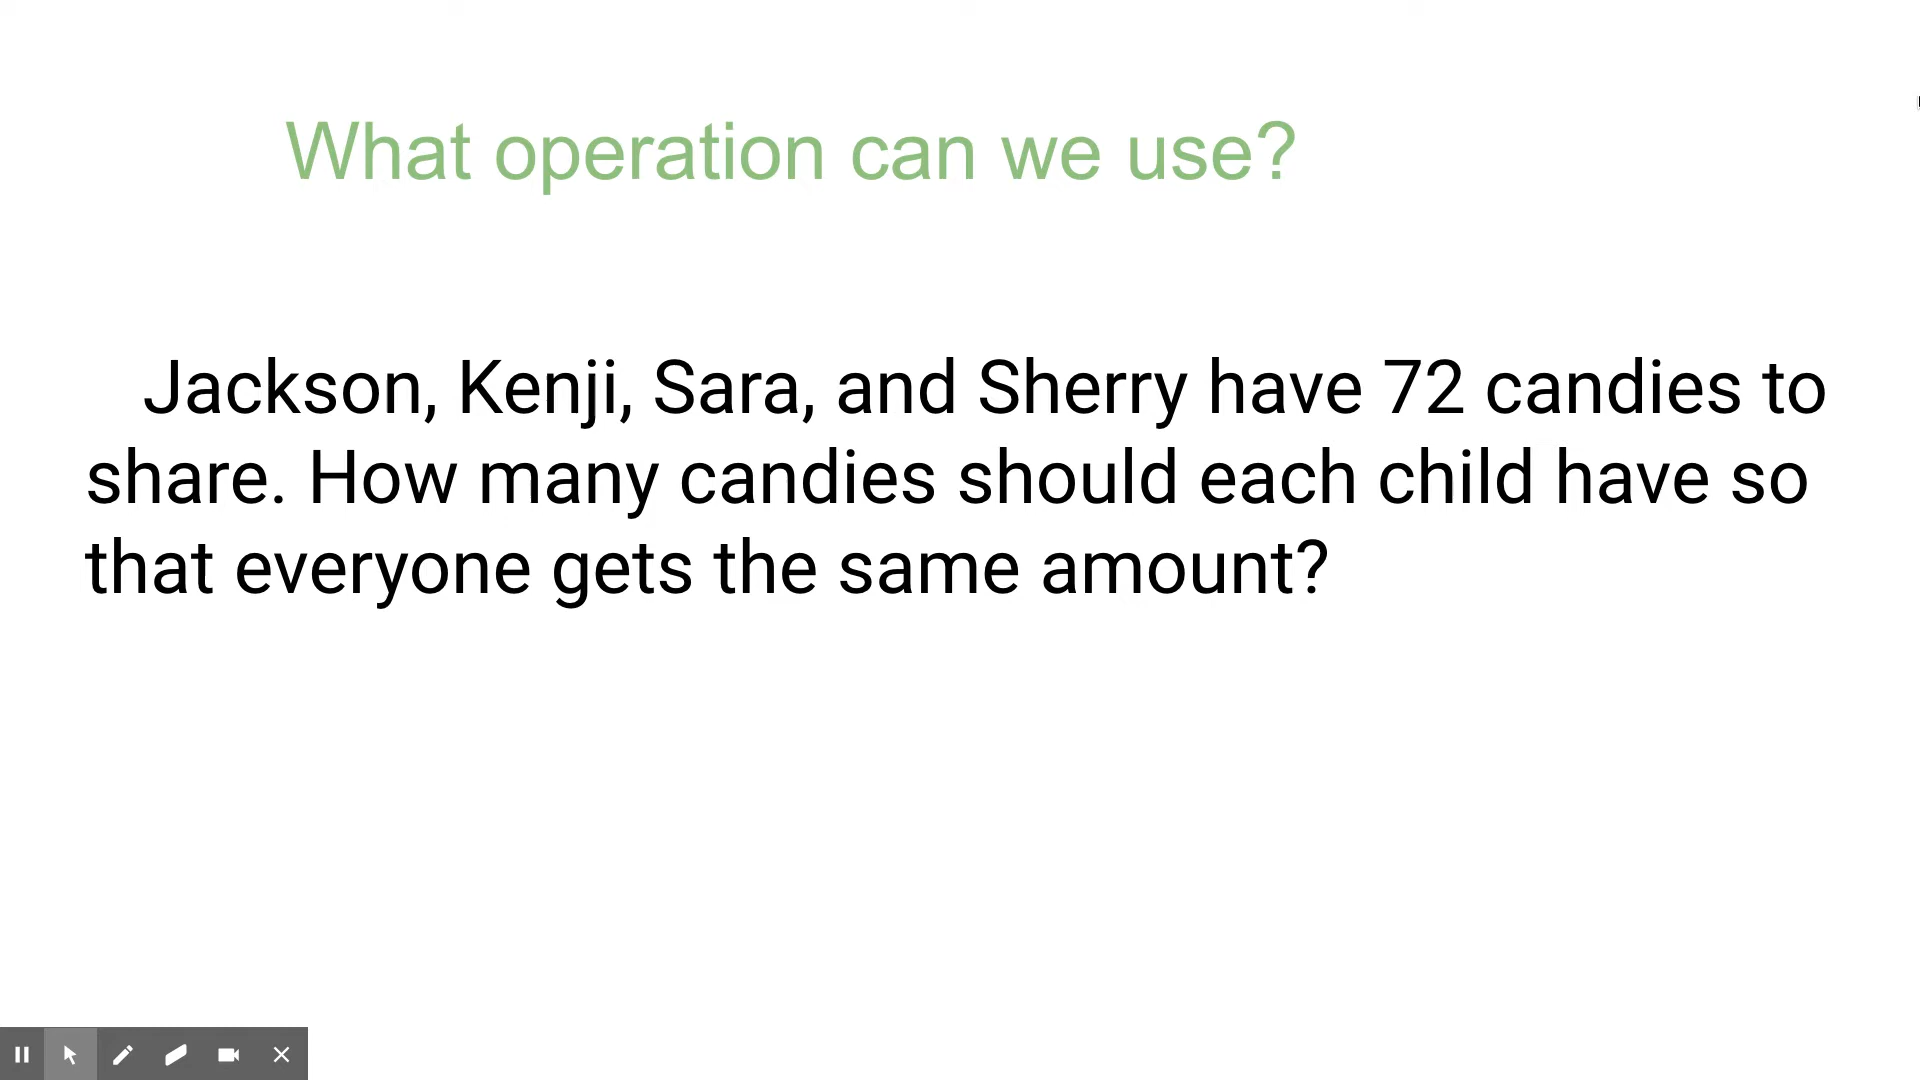 What operation can we use?
Jackson, Kenji, Sara, and Sherry have 72 candies to
share. How many candies should each child have so
that everyone gets the same amount?